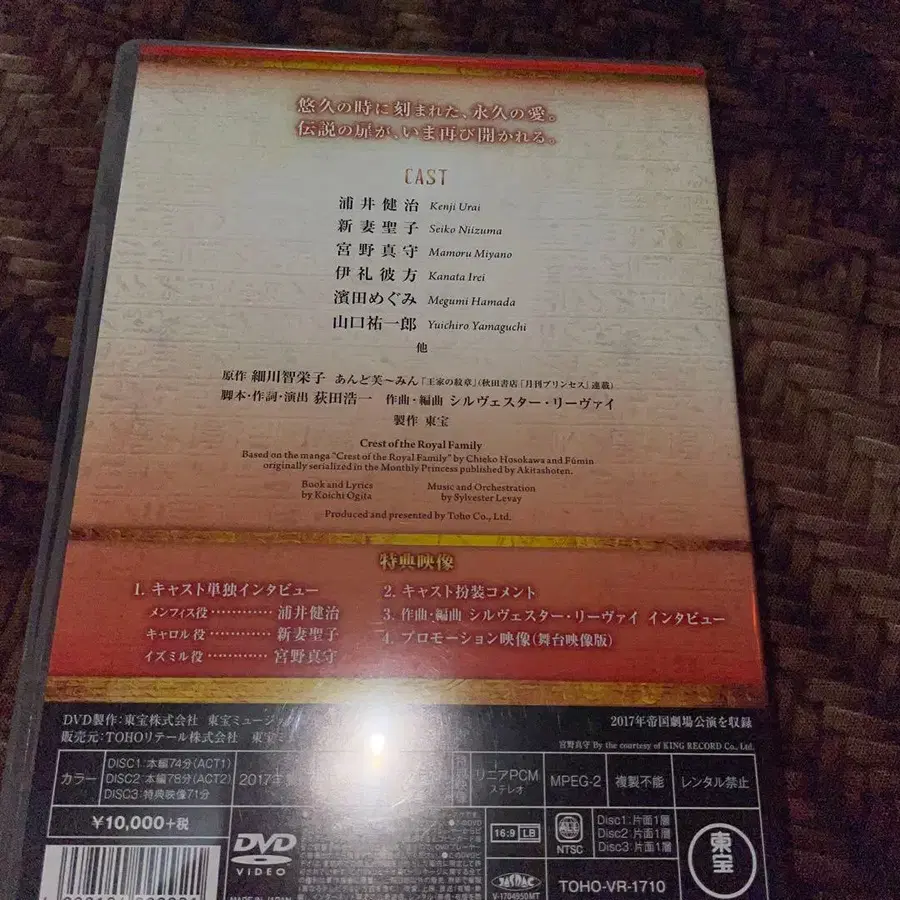 悠久の時に刻まれた、永久の愛。
伝説の扉が、いま再び開かれる。
CAST
浦井健治 Kenji Urai
新妻聖子 Seiko Niizuma
宮野真守 Mamoru Miyano
伊礼彼方 Kanata Irei
濱田めぐみ Megumi Hamada
山口祐一郎 Yuichiro Yamaguchi
他
原作 細川智栄子 あんど芙〜みん「王家の紋章」(秋田書店「月刊プリンセス」連載)
脚本・作詞・演出 荻田浩一 作曲・編曲 シルヴェスター・リーヴァイ
製作 東宝
Crest of the Royal Family
Based on the manga "Crest of the Royal Family" by Chieko Hosokawa and Fūmin
originally serialized in the Monthly Princess published by Akitashoten.
Book and Lyrics
by Koichi Ogita
Music and Orchestration
by Sylvester Levay
Produced and presented by Toho Co., Ltd.
特典映像
1. キャスト単独インタビュー
メンフィス役············浦井健治
キャロル役············新妻聖子
イズミル役············宮野真守
2. キャスト扮装コメント
3. 作曲・編曲 シルヴェスター・リーヴァイ インタビュー
4. プロモーション映像(舞台映像版)
DVD製作:東宝株式会社 東宝ミュージ
販売元:TOHOリテール株式会社 東宝ミ
2017年帝国劇場公演を収録
宮野真守 By the courtesy of KING RECORD Co., Ltd.
カラー
DISC1:本編74分(ACT1)
DISC2:本編78分(ACT2)
DISC3:特典映像71分
2017年
リニアPCM
ステレオ
MPEG-2
複製不能
レンタル禁止
¥10,000+税
DVD
VIDEO
MADE IN JAPAN
16:9 LB
ALL
NTSC
Disc1:片面1層
Disc2:片面1層
Disc3:片面1層
東宝
JASRAC
V-1704950MT
TOHO-VR-1710